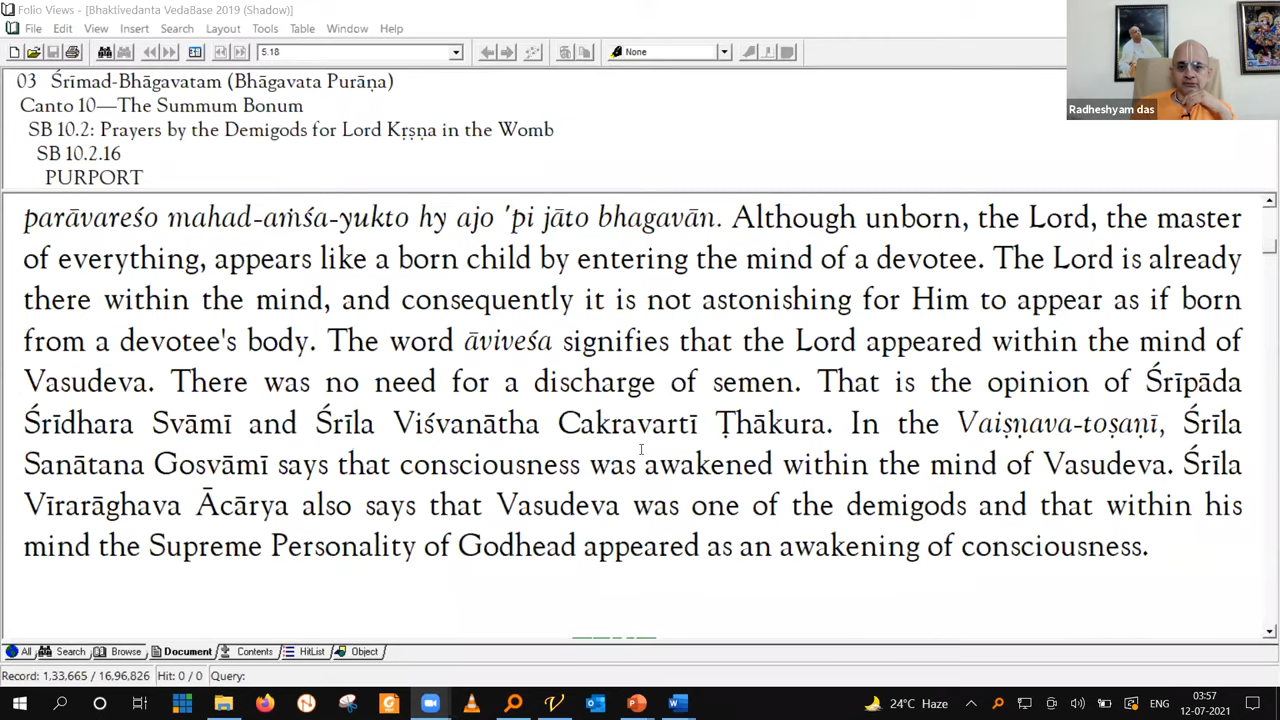 Folio Views - [Bhaktivedanta VedaBase 2019 (Shadow)]
File Edit View Insert Search Layout Tools Table Window Help
5.18 None
03 Śrīmad-Bhāgavatam (Bhāgavata Purāṇa)
Canto 10—The Summum Bonum
SB 10.2: Prayers by the Demigods for Lord Kṛṣṇa in the Womb
SB 10.2.16
PURPORT
Radheshyam das
parāvareśo mahad-aṁśa-yukto hy ajo 'pi jāto bhagavān. Although unborn, the Lord, the master
of everything, appears like a born child by entering the mind of a devotee. The Lord is already
there within the mind, and consequently it is not astonishing for Him to appear as if born
from a devotee's body. The word āviveśa signifies that the Lord appeared within the mind of
Vasudeva. There was no need for a discharge of semen. That is the opinion of Śrīpāda
Śrīdhara Svāmī and Śrīla Viśvanātha Cakravartī Ṭhākura. In the Vaiṣṇava-toṣaṇī, Śrīla
Sanātana Gosvāmī says that consciousness was awakened within the mind of Vasudeva. Śrīla
Vīrarāghava Ācārya also says that Vasudeva was one of the demigods and that within his
mind the Supreme Personality of Godhead appeared as an awakening of consciousness.
All Search Browse Document Contents HitList Object
Record: 1,33,665 / 16,96,826 Hit: 0 / 0 Query:
24°C Haze ENG 03:57
12-07-2021